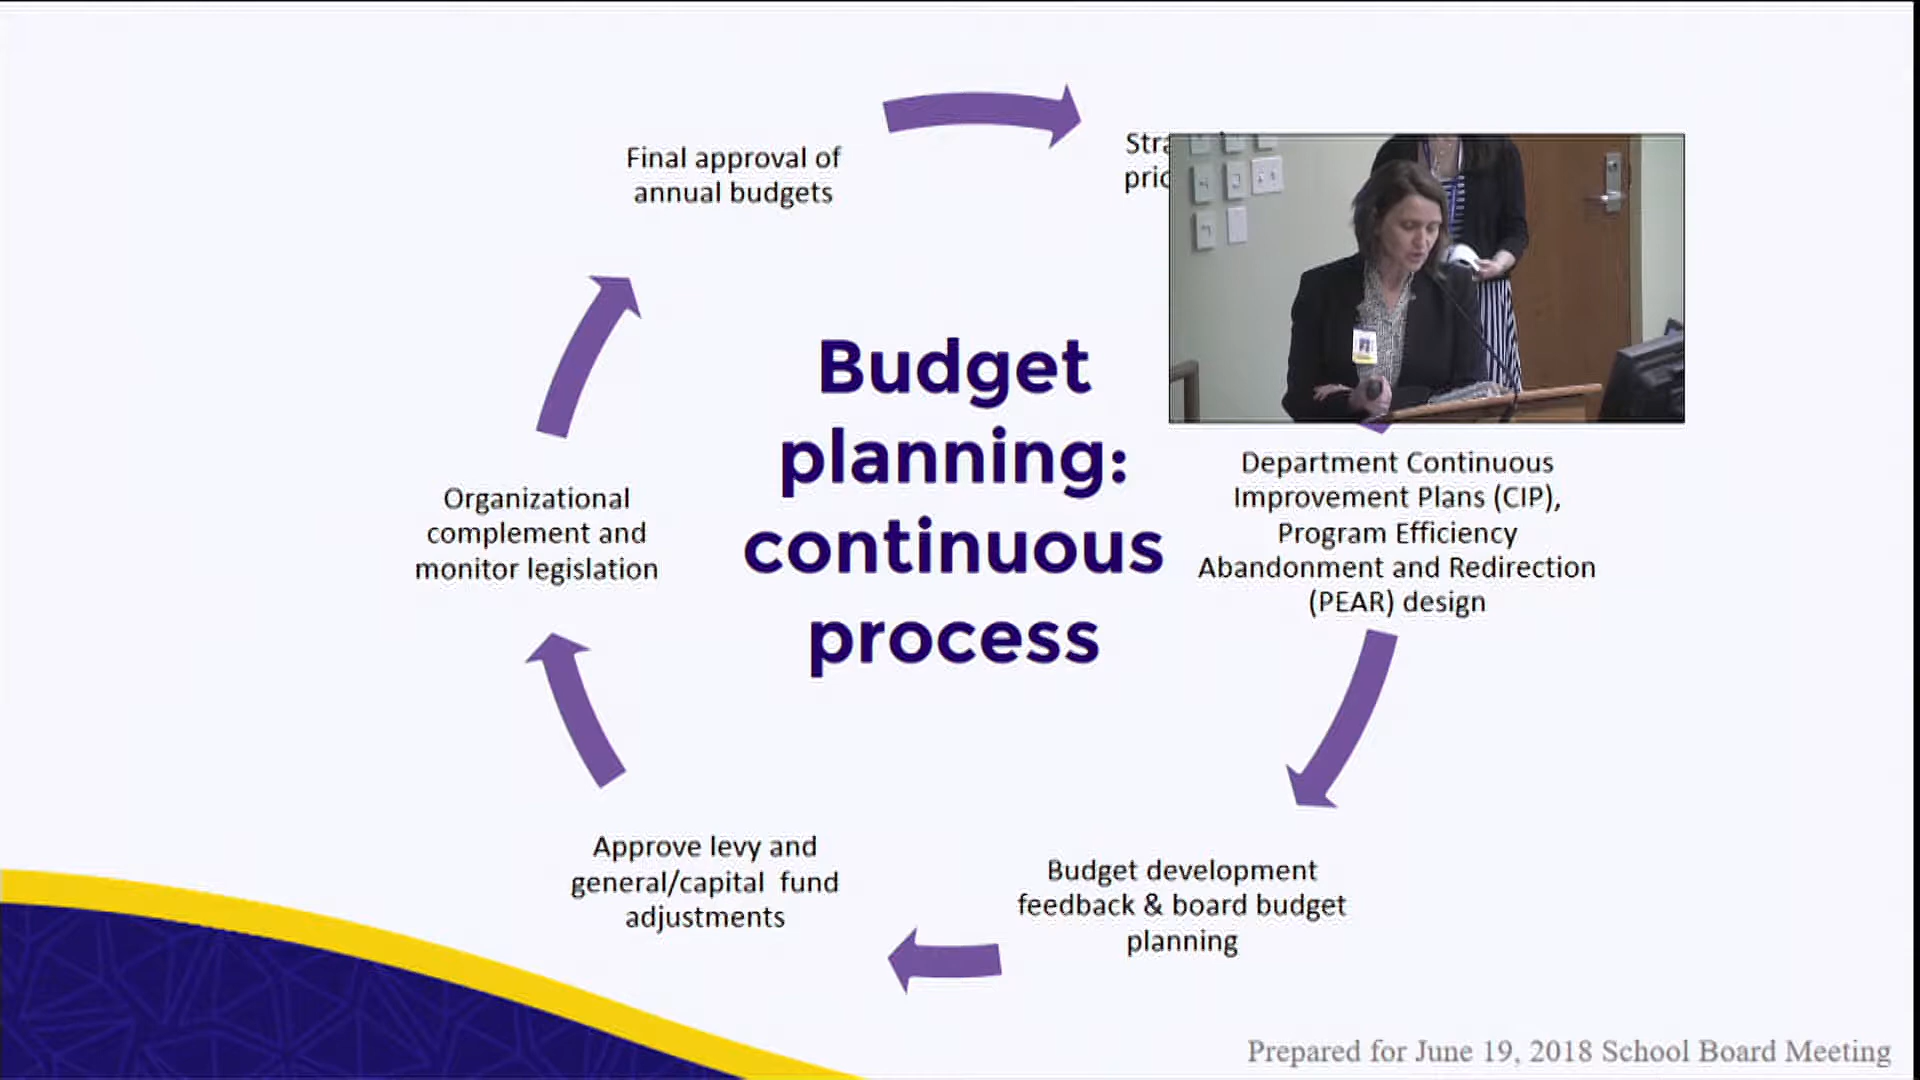 Final approval of
annual budgets
Budget
planning:
continuous
process
Department Continuous
Improvement Plans (CIP),
Program Efficiency
Abandonment and Redirection
(PEAR) design
Organizational
complement and
monitor legislation
Budget development
feedback & board budget
planning
Approve levy and
general/capital fund
adjustments
Prepared for June 19, 2018 School Board Meeting